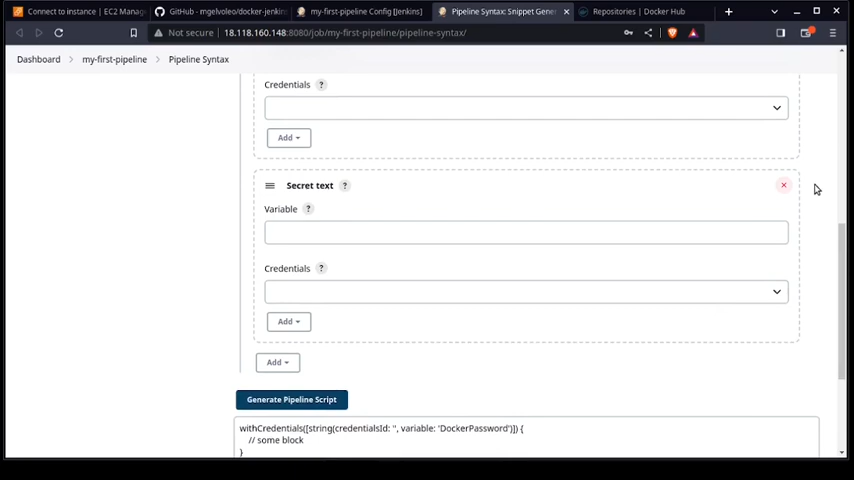 Connect to instance | EC2 Manag
GitHub - mgelvoleo/docker-jenkin
my-first-pipeline Config [Jenkins]
Pipeline Syntax: Snippet Gener
Repositories | Docker Hub
Not secure
18.118.160.148:8080/job/my-first-pipeline/pipeline-syntax/
Dashboard > my-first-pipeline > Pipeline Syntax
Credentials ?
Add
Secret text ?
Variable ?
Credentials ?
Add
Add
Generate Pipeline Script
withCredentials([string(credentialsId: '', variable: 'DockerPassword')]) {
// some block
}